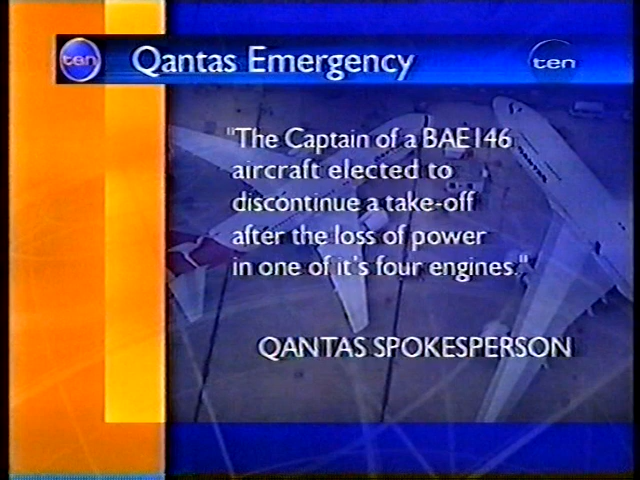 ten Qantas Emergency ten
"The Captain of a BAE146
aircraft elected to
discontinue a take-off
after the loss of power
in one of it's four engines."
QANTAS SPOKESPERSON